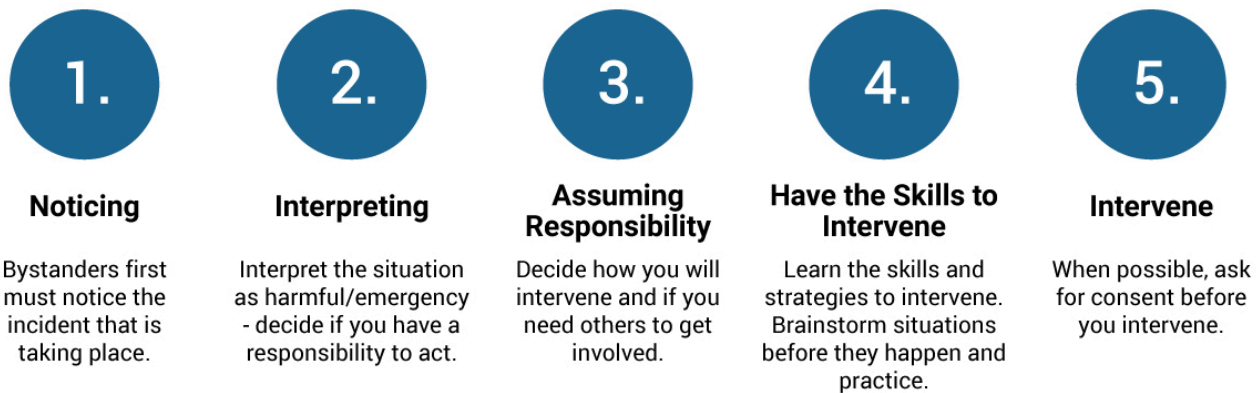 1.
Noticing
Bystanders first
must notice the
incident that is
taking place.
2.
Interpreting
Interpret the situation
as harmful/emergency
- decide if you have a
responsibility to act.
3.
Assuming
Responsibility
Decide how you will
intervene and if you
need others to get
involved.
4.
Have the Skills to
Intervene
Learn the skills and
strategies to intervene.
Brainstorm situations
before they happen and
practice.
5.
Intervene
When possible, ask
for consent before
you intervene.